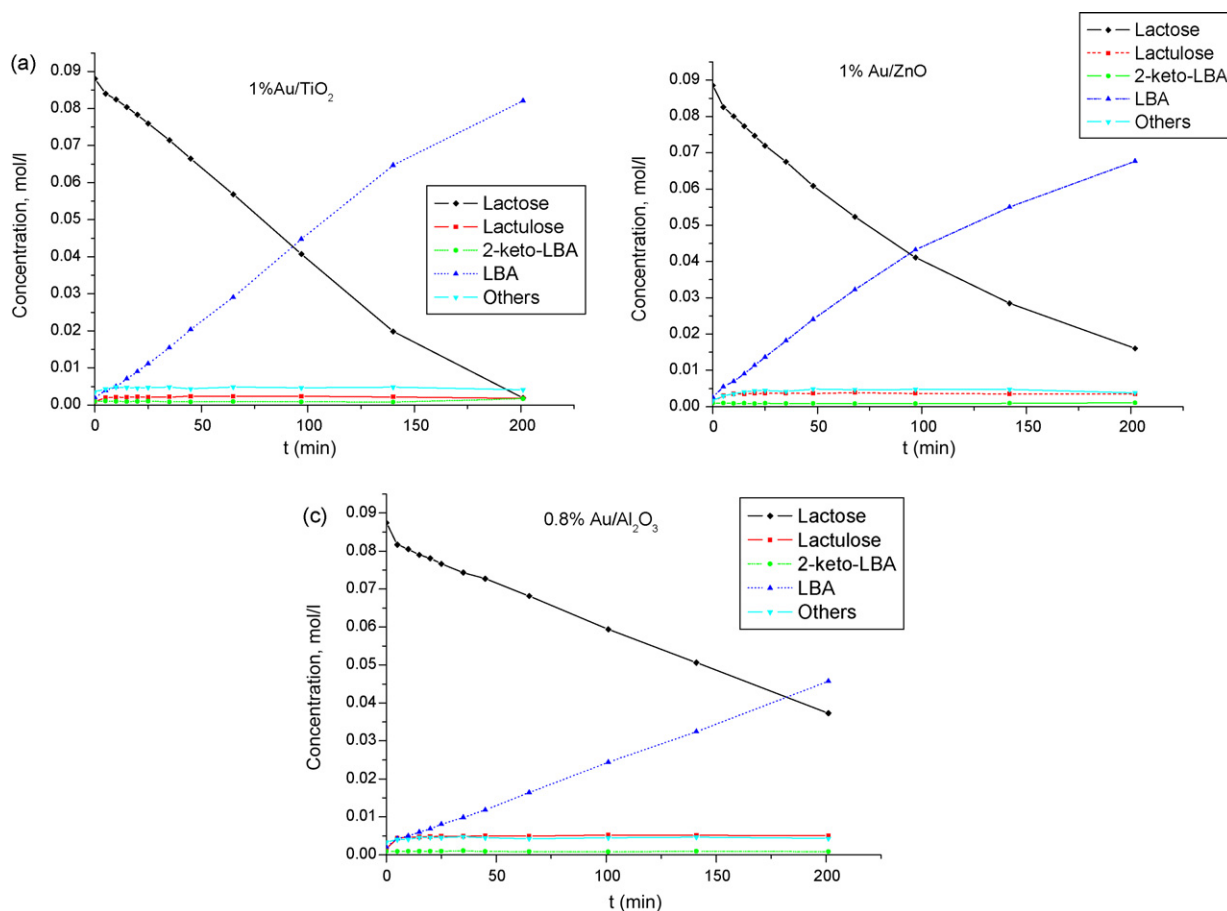 (a)
1%Au/TiO2
Concentration, mol/l
0.09
0.08
0.07
0.06
0.05
0.04
0.03
0.02
0.01
0.00
0
50
100
150
200
t (min)
Lactose
Lactulose
2-keto-LBA
LBA
Others
1% Au/ZnO
Concentration, mol/l
0.09
0.08
0.07
0.06
0.05
0.04
0.03
0.02
0.01
0.00
0
50
100
150
200
t (min)
Lactose
Lactulose
2-keto-LBA
LBA
Others
(c)
0.8% Au/Al2O3
Concentration, mol/l
0.09
0.08
0.07
0.06
0.05
0.04
0.03
0.02
0.01
0.00
0
50
100
150
200
t (min)
Lactose
Lactulose
2-keto-LBA
LBA
Others